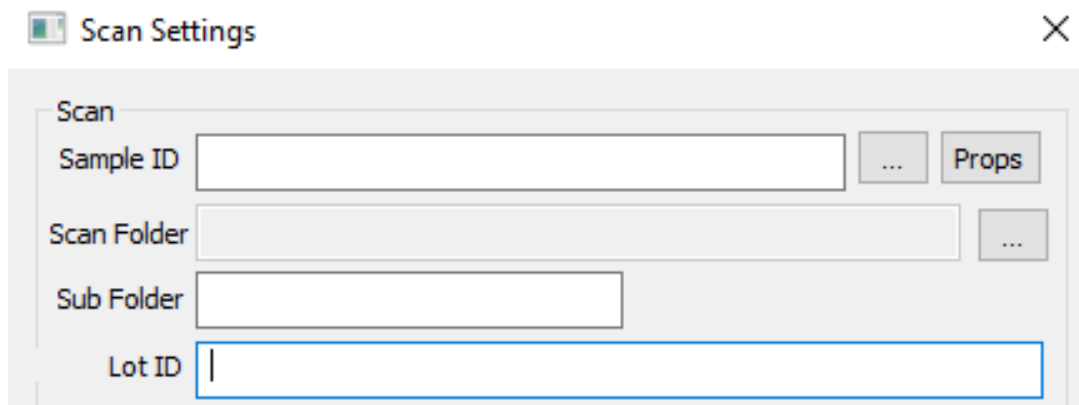 Scan Settings
Scan
Sample ID ... Props
Scan Folder ...
Sub Folder
Lot ID